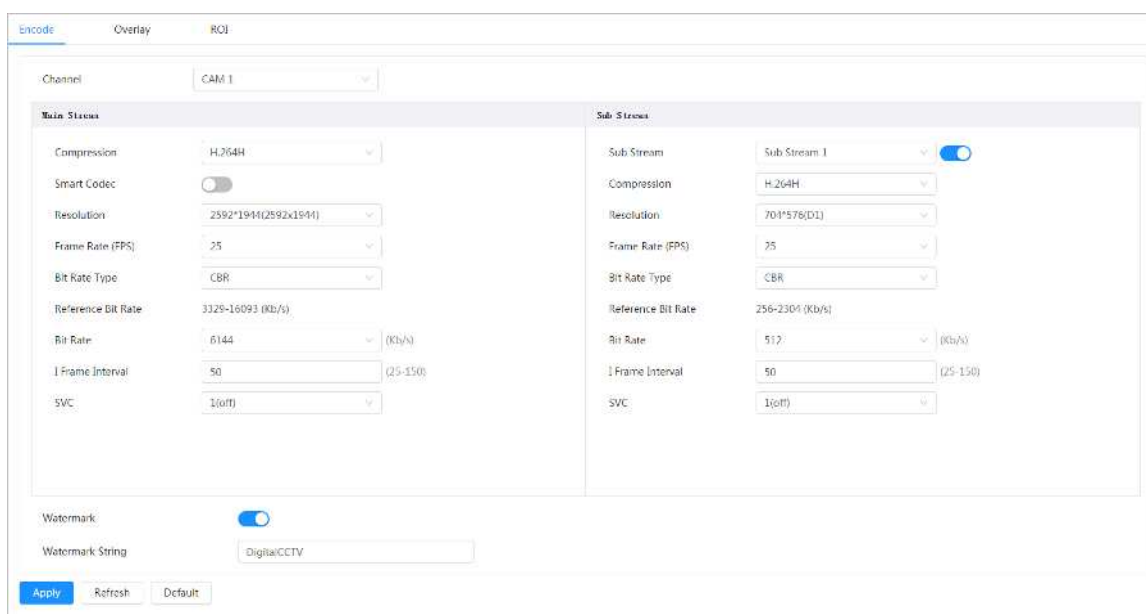 Encode Overlay ROI
Channel CAM 1
Main Stream Sub Stream
Compression H.264H Sub Stream Sub Stream 1
Smart Codec Compression H.264H
Resolution 2592*1944(2592x1944) Resolution 704*576(D1)
Frame Rate (FPS) 25 Frame Rate (FPS) 25
Bit Rate Type CBR Bit Rate Type CBR
Reference Bit Rate 3329-16093 (Kb/s) Reference Bit Rate 256-2304 (Kb/s)
Bit Rate 6144 (Kb/s) Bit Rate 512 (Kb/s)
I Frame Interval 50 (25-150) I Frame Interval 50 (25-150)
SVC 1(off) SVC 1(off)
Watermark
Watermark String DigitalCCTV
Apply Refresh Default